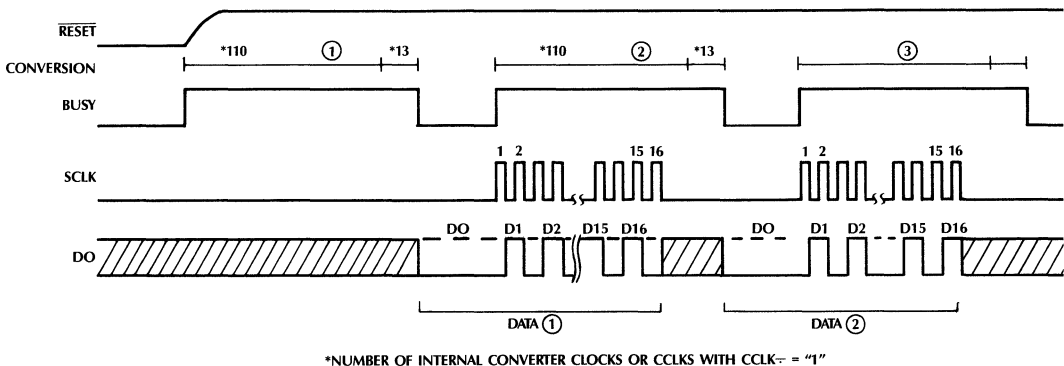 RESET
*110 ① *13 *110 ② *13 ③
CONVERSION
BUSY
1 2 15 16 1 2 15 16
SCLK
DO D1 D2 D15 D16 DO D1 D2 D15 D16
DO
DATA ① DATA ②
*NUMBER OF INTERNAL CONVERTER CLOCKS OR CCLKS WITH CCLK÷ = “1”